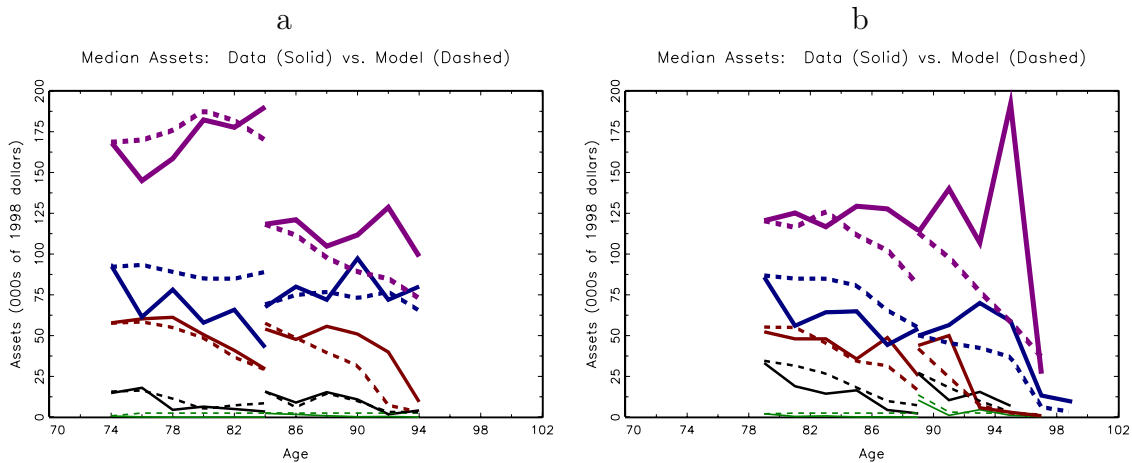 a
Median Assets: Data (Solid) vs. Model (Dashed)
Assets (000s of 1998 dollars)
0 25 50 75 100 125 150 175 200
70 74 78 82 86 90 94 98 102
Age
b
Median Assets: Data (Solid) vs. Model (Dashed)
Assets (000s of 1998 dollars)
0 25 50 75 100 125 150 175 200
70 74 78 82 86 90 94 98 102
Age